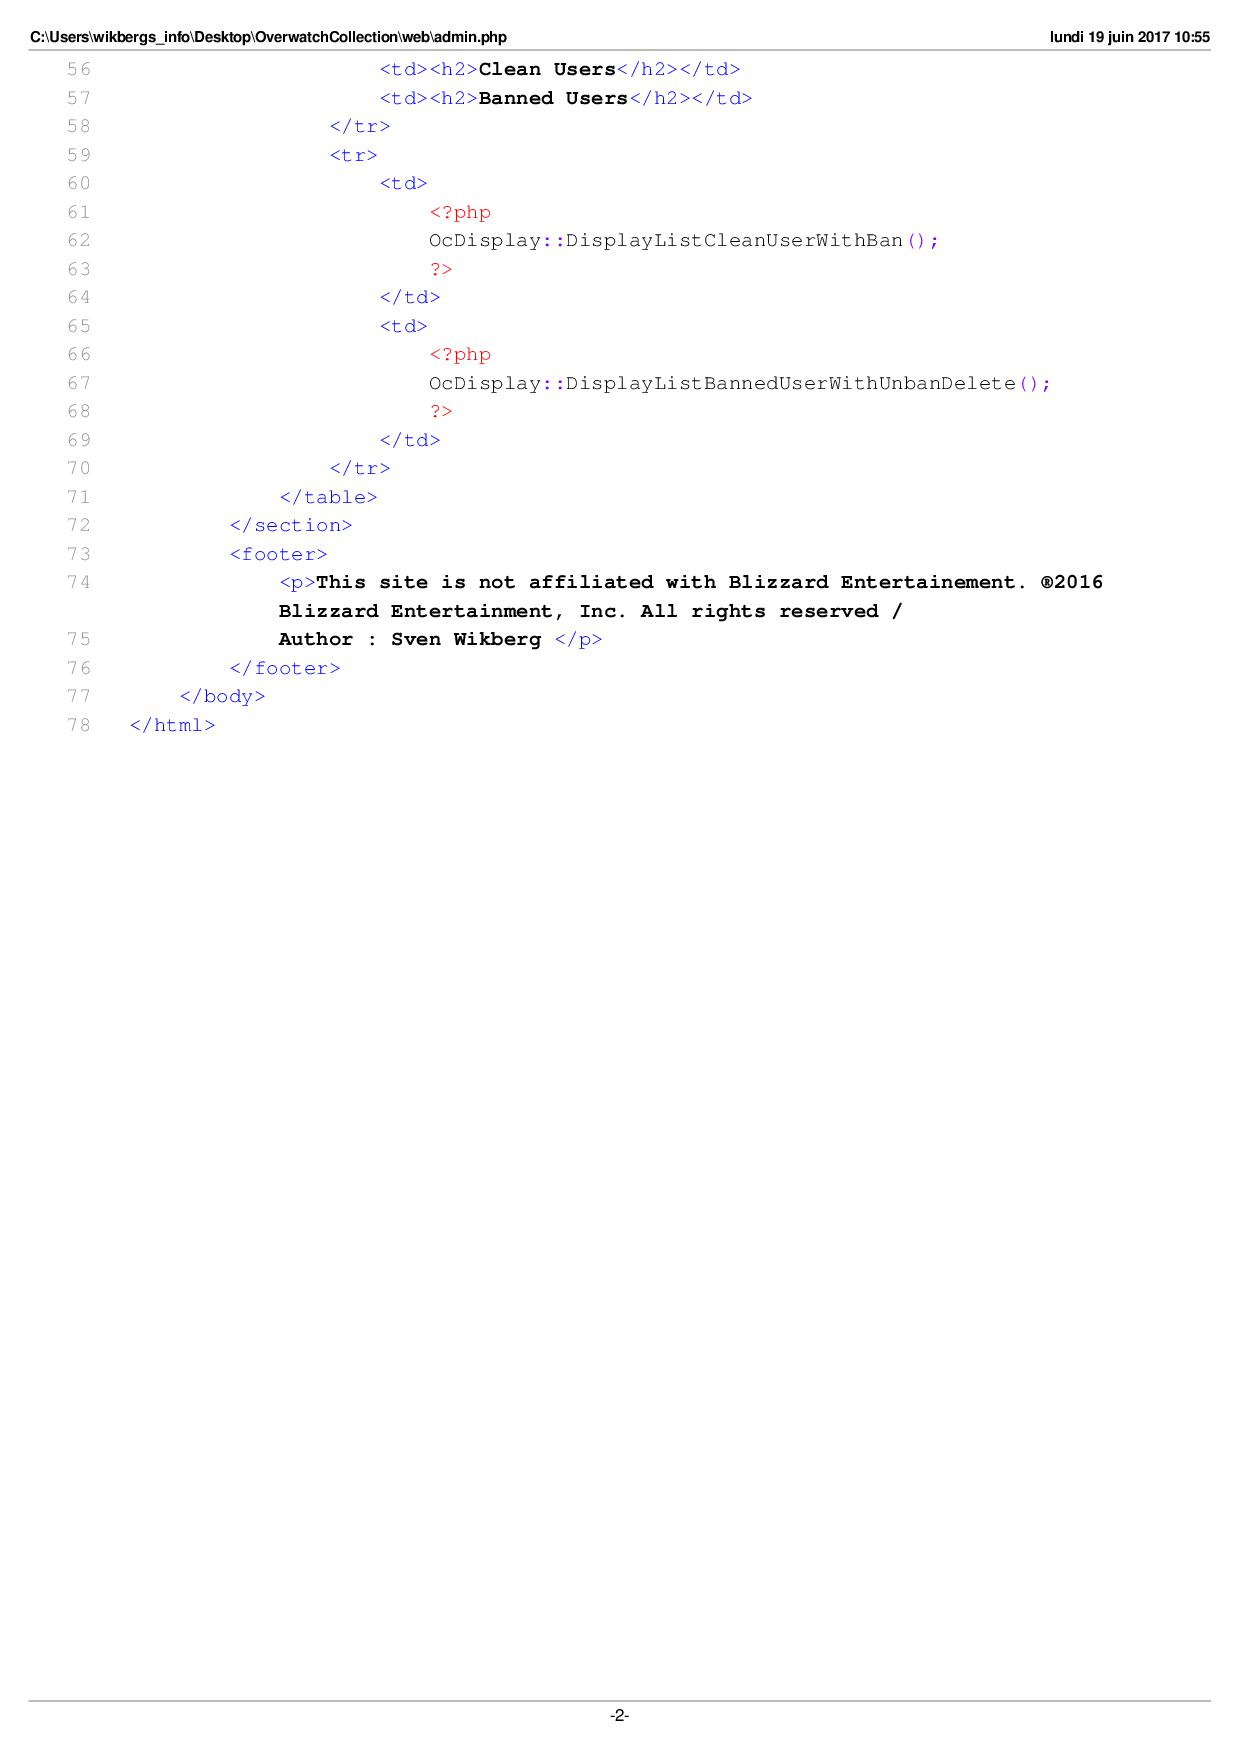 C:\Users\wikbergs_info\Desktop\OverwatchCollection\web\admin.php lundi 19 juin 2017 10:55
56 <td><h2>Clean Users</h2></td>
57 <td><h2>Banned Users</h2></td>
58 </tr>
59 <tr>
60 <td>
61 <?php
62 OcDisplay::DisplayListCleanUserWithBan();
63 ?>
64 </td>
65 <td>
66 <?php
67 OcDisplay::DisplayListBannedUserWithUnbanDelete();
68 ?>
69 </td>
70 </tr>
71 </table>
72 </section>
73 <footer>
74 <p>This site is not affiliated with Blizzard Entertainement. ®2016
Blizzard Entertainment, Inc. All rights reserved /
75 Author : Sven Wikberg </p>
76 </footer>
77 </body>
78 </html>
-2-